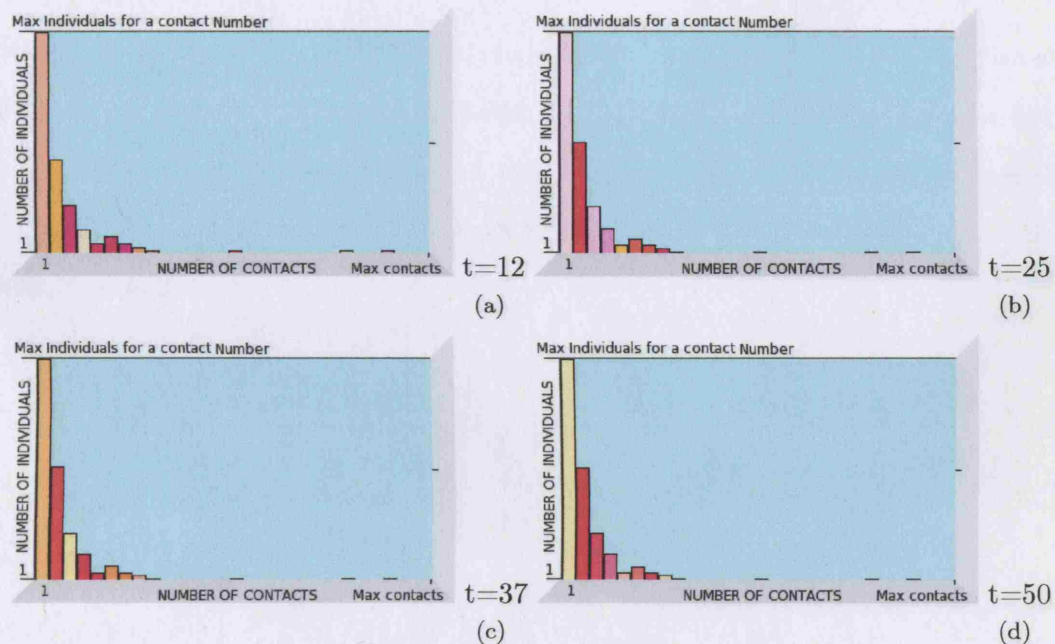 Max Individuals for a contact Number
NUMBER OF INDIVIDUALS
1
1
NUMBER OF CONTACTS
Max contacts
t=12
(a)
Max Individuals for a contact Number
NUMBER OF INDIVIDUALS
1
1
NUMBER OF CONTACTS
Max contacts
t=25
(b)
Max Individuals for a contact Number
NUMBER OF INDIVIDUALS
1
1
NUMBER OF CONTACTS
Max contacts
t=37
(c)
Max Individuals for a contact Number
NUMBER OF INDIVIDUALS
1
1
NUMBER OF CONTACTS
Max contacts
t=50
(d)